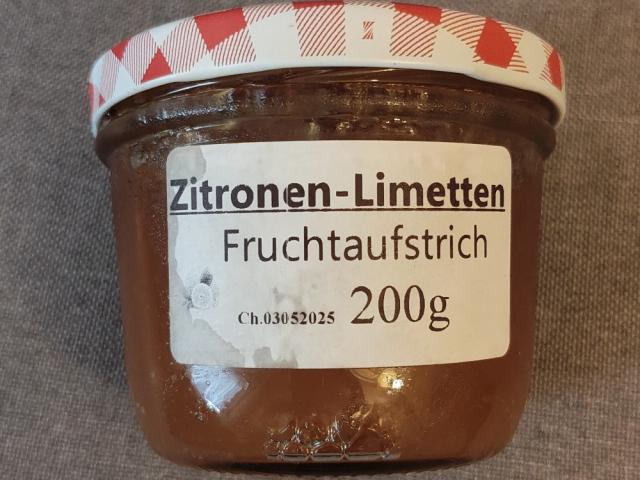 Zitronen-Limetten
Fruchtaufstrich
Ch.03052025 200g